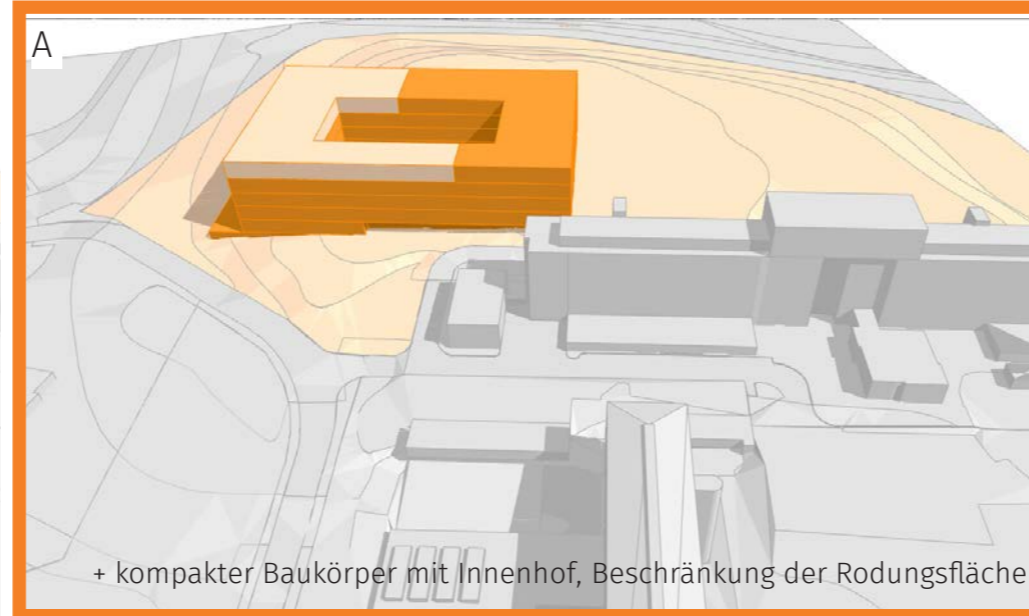 A
+ kompakter Baukörper mit Innenhof, Beschränkung der Rodungsfläche